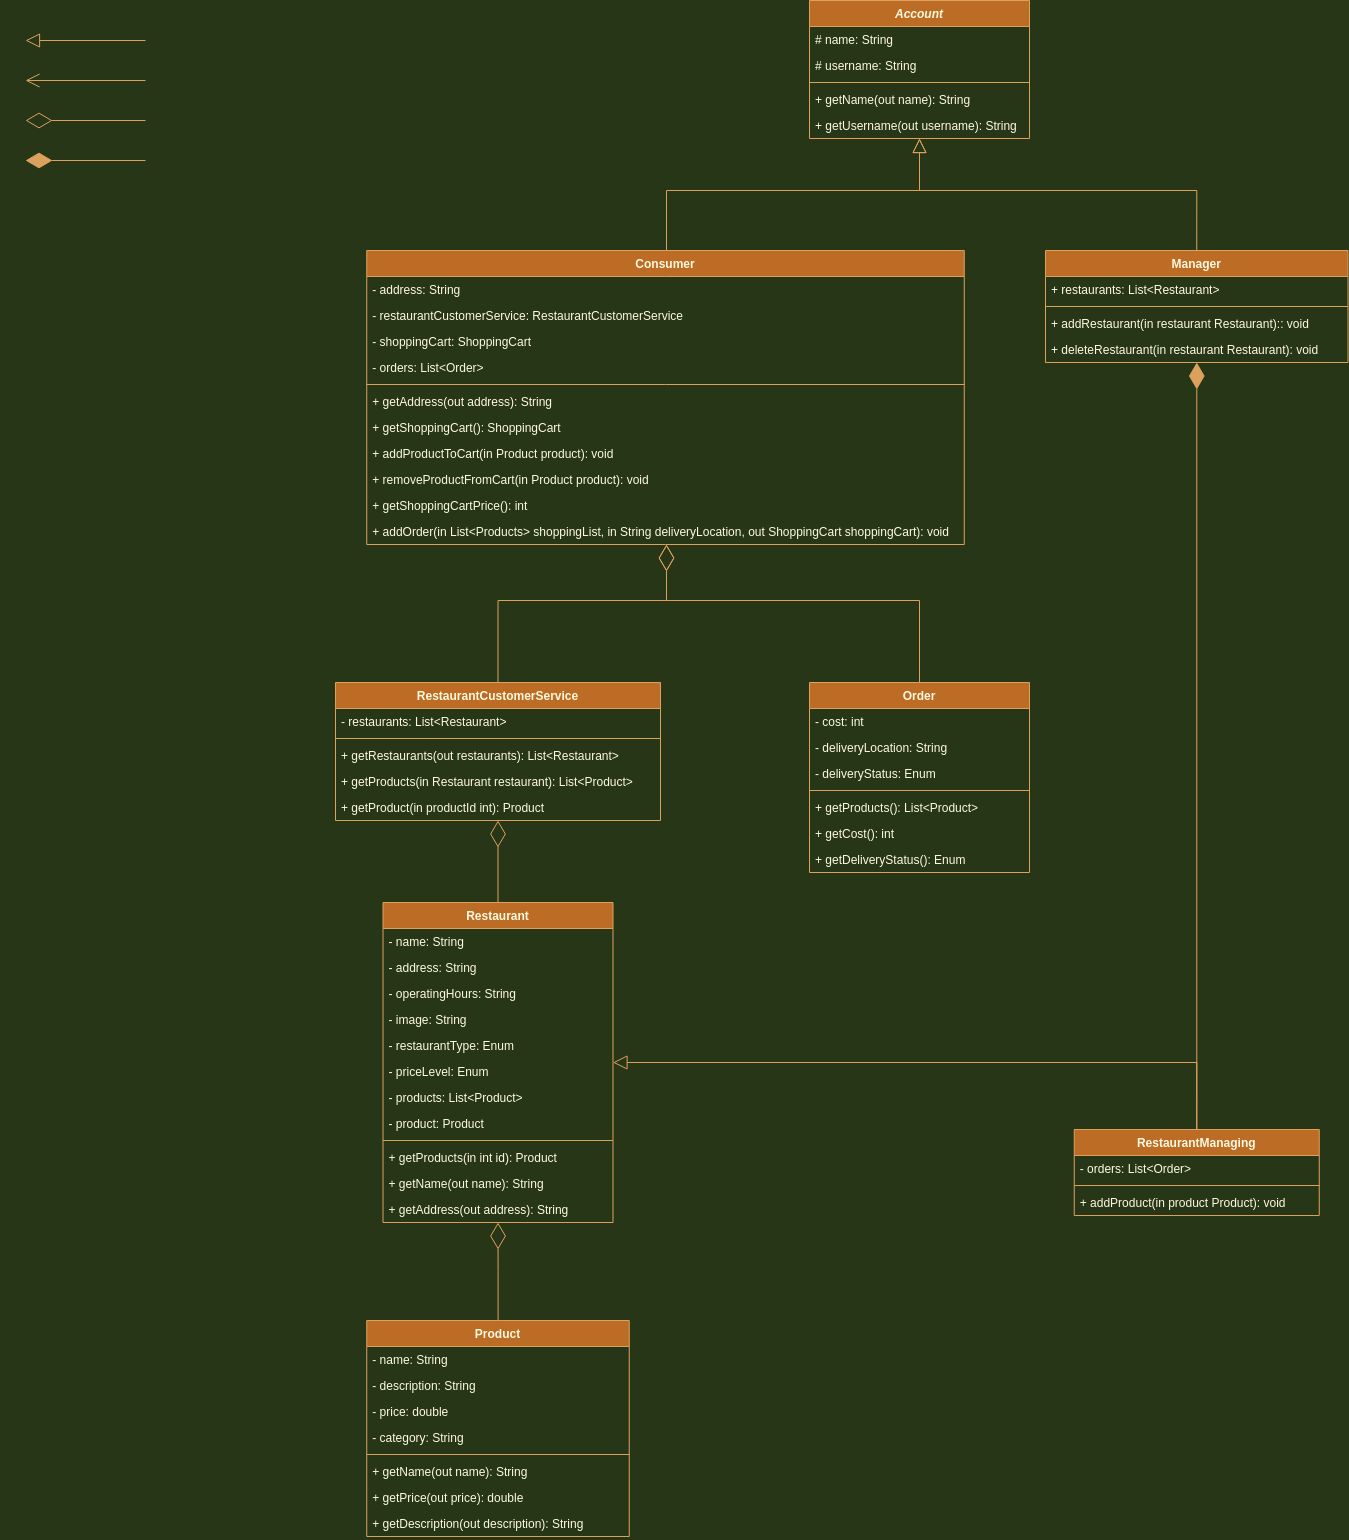 Account
# name: String
# username: String
+ getName(out name): String
+ getUsername(out username): String
Consumer
- address: String
- restaurantCustomerService: RestaurantCustomerService
- shoppingCart: ShoppingCart
- orders: List<Order>
+ getAddress(out address): String
+ getShoppingCart(): ShoppingCart
+ addProductToCart(in Product product): void
+ removeProductFromCart(in Product product): void
+ getShoppingCartPrice(): int
+ addOrder(in List<Products> shoppingList, in String deliveryLocation, out ShoppingCart shoppingCart): void
Manager
+ restaurants: List<Restaurant>
+ addRestaurant(in restaurant Restaurant):: void
+ deleteRestaurant(in restaurant Restaurant): void
RestaurantCustomerService
- restaurants: List<Restaurant>
+ getRestaurants(out restaurants): List<Restaurant>
+ getProducts(in Restaurant restaurant): List<Product>
+ getProduct(in productId int): Product
Order
- cost: int
- deliveryLocation: String
- deliveryStatus: Enum
+ getProducts(): List<Product>
+ getCost(): int
+ getDeliveryStatus(): Enum
Restaurant
- name: String
- address: String
- operatingHours: String
- image: String
- restaurantType: Enum
- priceLevel: Enum
- products: List<Product>
- product: Product
+ getProducts(in int id): Product
+ getName(out name): String
+ getAddress(out address): String
RestaurantManaging
- orders: List<Order>
+ addProduct(in product Product): void
Product
- name: String
- description: String
- price: double
- category: String
+ getName(out name): String
+ getPrice(out price): double
+ getDescription(out description): String